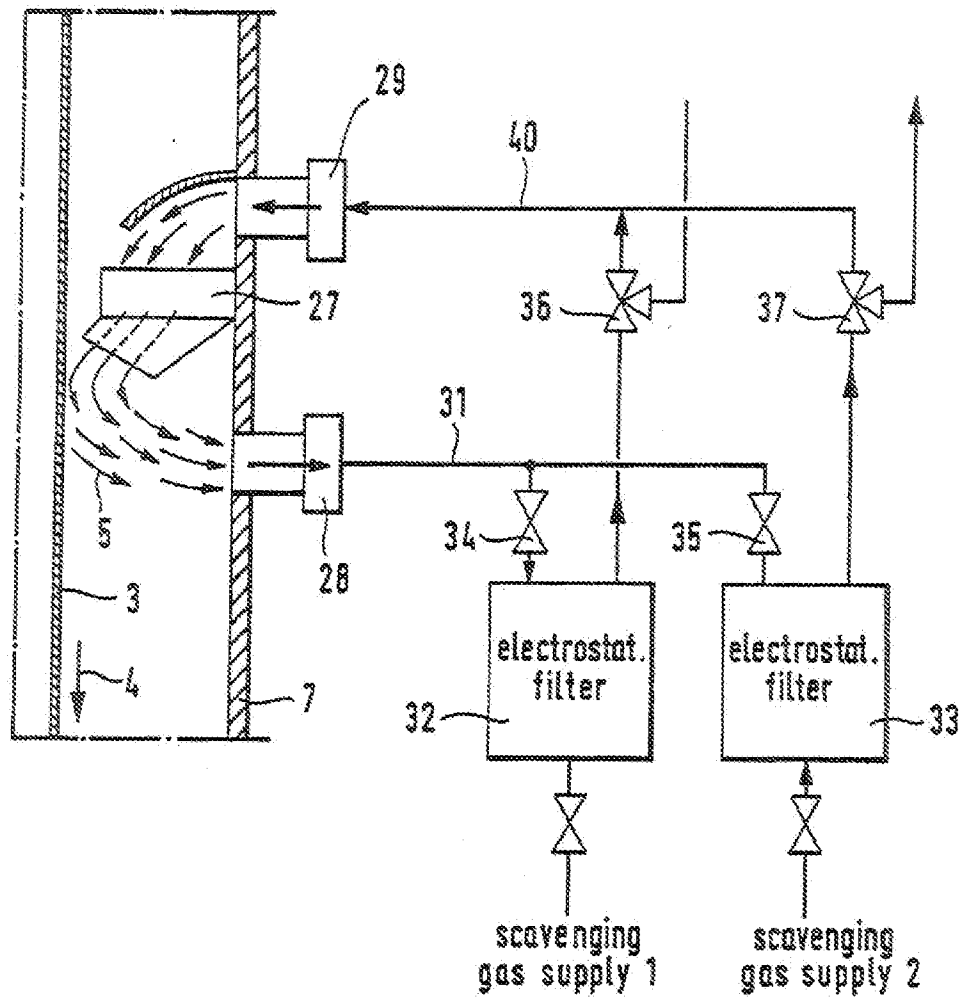 29
40
27
36
37
31
5
34
35
28
3
electrostat.
filter
electrostat.
filter
4
7
32
33
scavenging
gas supply 1
scavenging
gas supply 2